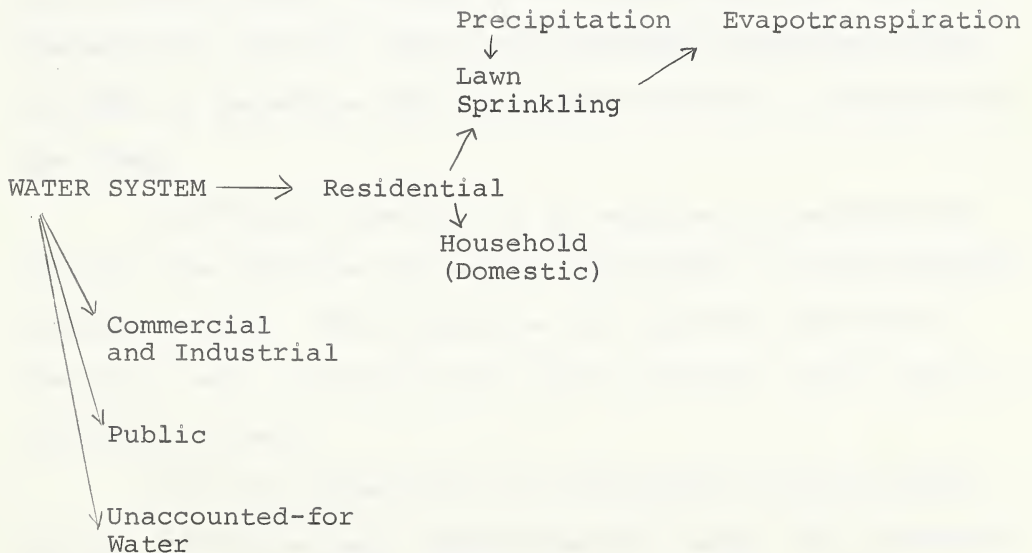 Precipitation Evapotranspiration
Lawn
Sprinkling
WATER SYSTEM Residential
Household
(Domestic)
Commercial
and Industrial
Public
Unaccounted-for
Water